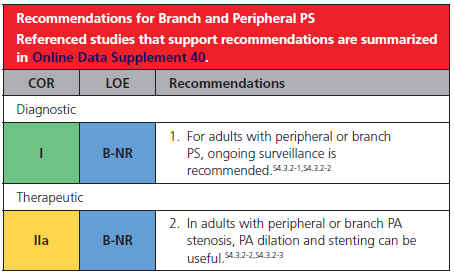 Recommendations for Branch and Peripheral PS
Referenced studies that support recommendations are summarized
in Online Data Supplement 40.
COR LOE Recommendations
Diagnostic
I B-NR 1. For adults with peripheral or branch
PS, ongoing surveillance is
recommended.S4.3.2-1,S4.3.2-2
Therapeutic
IIa B-NR 2. In adults with peripheral or branch PA
stenosis, PA dilation and stenting can be
useful.S4.3.2-2,S4.3.2-3